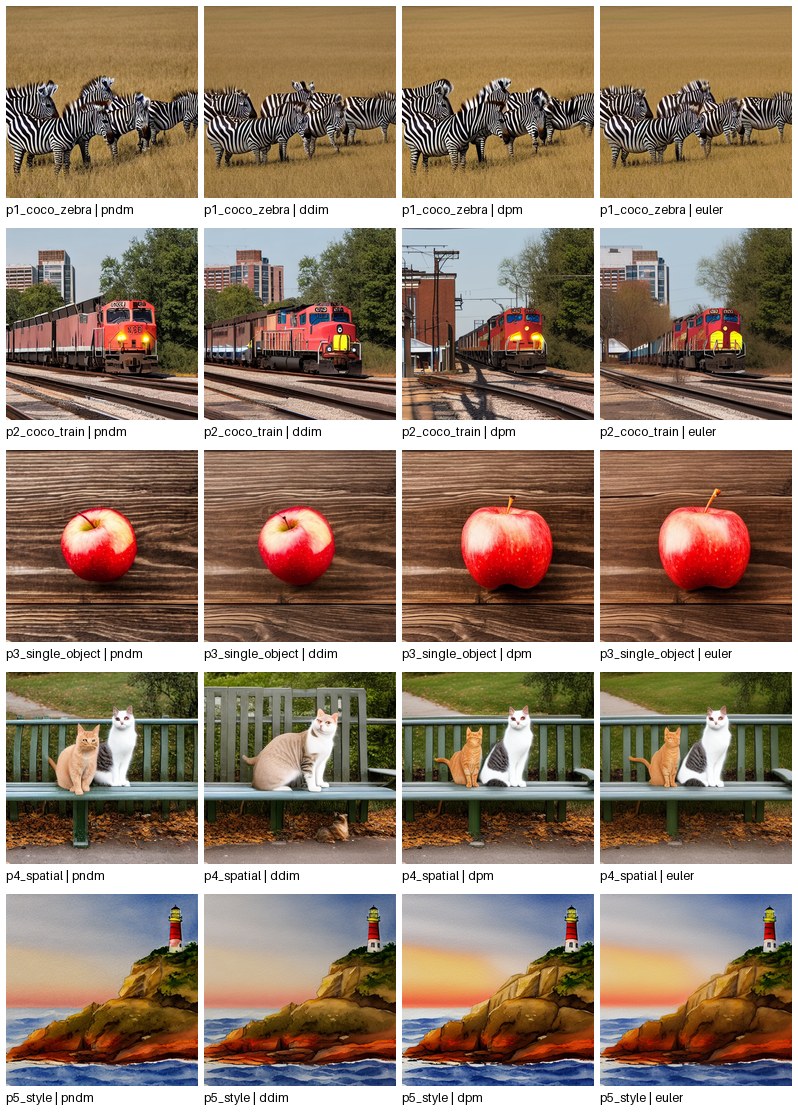 p1_coco_zebra | pndm
p1_coco_zebra | ddim
p1_coco_zebra | dpm
p1_coco_zebra | euler
p2_coco_train | pndm
p2_coco_train | ddim
p2_coco_train | dpm
p2_coco_train | euler
p3_single_object | pndm
p3_single_object | ddim
p3_single_object | dpm
p3_single_object | euler
p4_spatial | pndm
p4_spatial | ddim
p4_spatial | dpm
p4_spatial | euler
p5_style | pndm
p5_style | ddim
p5_style | dpm
p5_style | euler